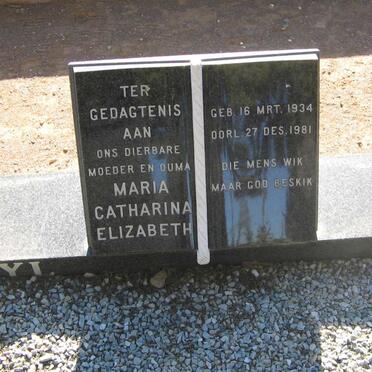 TER
GEDAGTENIS
AAN
ONS DIERBARE
MOEDER EN OUMA
MARIA
CATHARINA
ELIZABETH
GEB. 16 MRT. 1934
OORL. 27 DES. 1981
DIE MENS WIK
MAAR GOD BESKIK